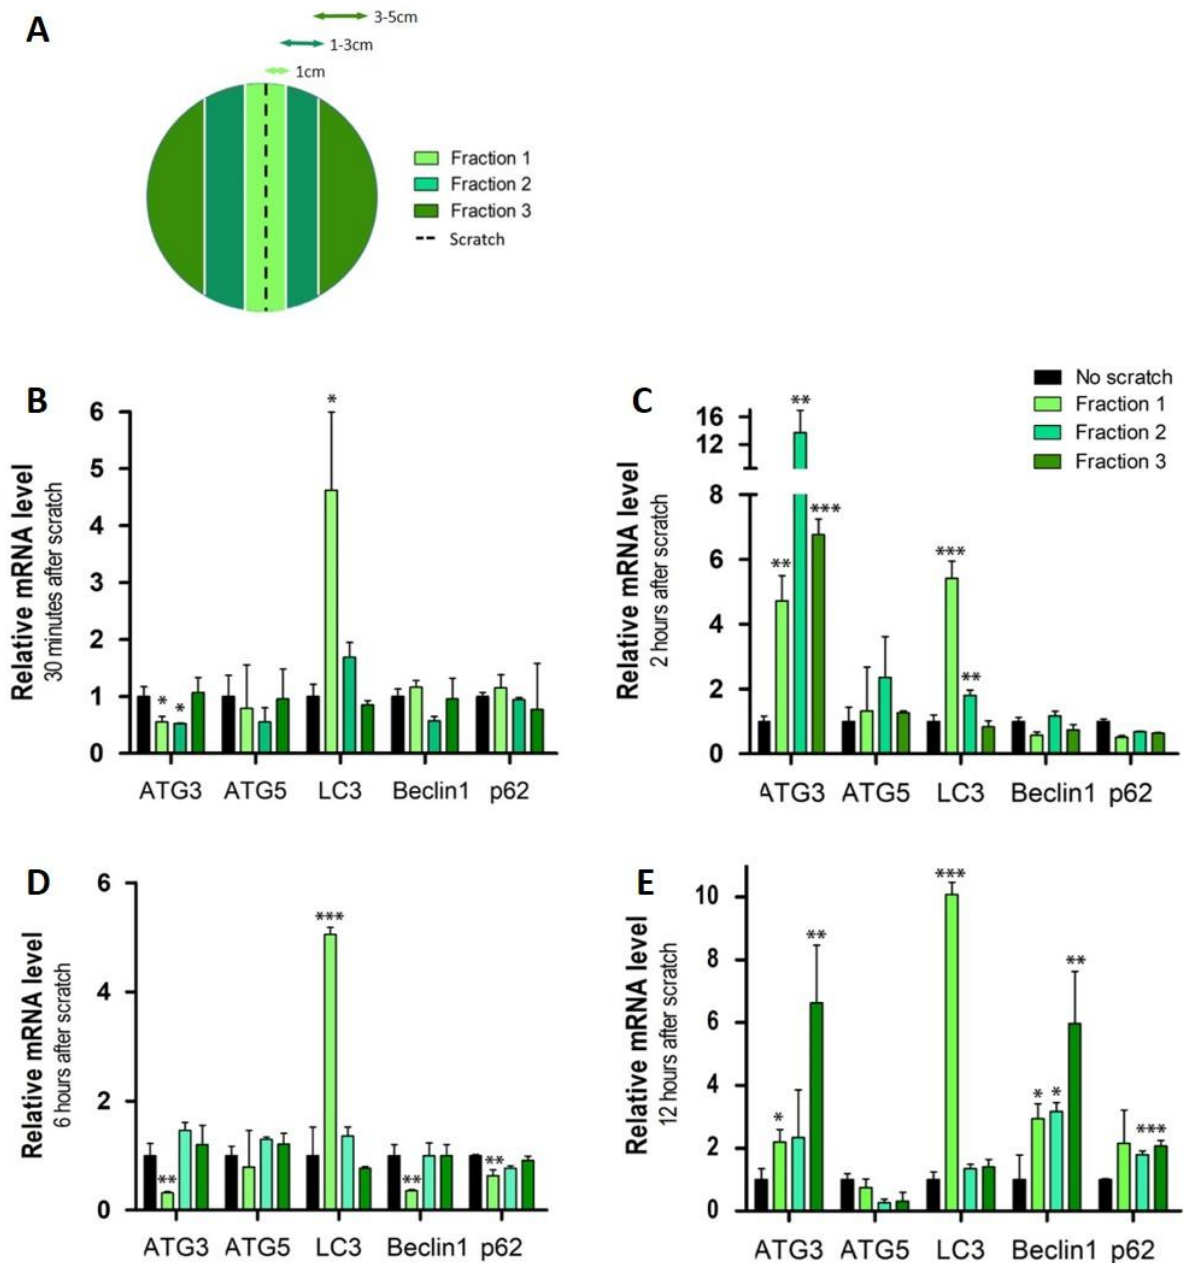 A
3-5cm
1-3cm
1cm
Fraction 1
Fraction 2
Fraction 3
Scratch
B
Relative mRNA level
30 minutes after scratch
6
5
4
3
2
1
0
*
*
*
ATG3 ATG5 LC3 Beclin1 p62
C
No scratch
Fraction 1
Fraction 2
Fraction 3
Relative mRNA level
2 hours after scratch
16
12
8
6
4
2
0
**
**
***
***
**
ATG3 ATG5 LC3 Beclin1 p62
D
Relative mRNA level
6 hours after scratch
6
4
2
0
**
***
**
**
ATG3 ATG5 LC3 Beclin1 p62
E
Relative mRNA level
12 hours after scratch
10
8
6
4
2
0
*
**
***
*
*
**
***
ATG3 ATG5 LC3 Beclin1 p62